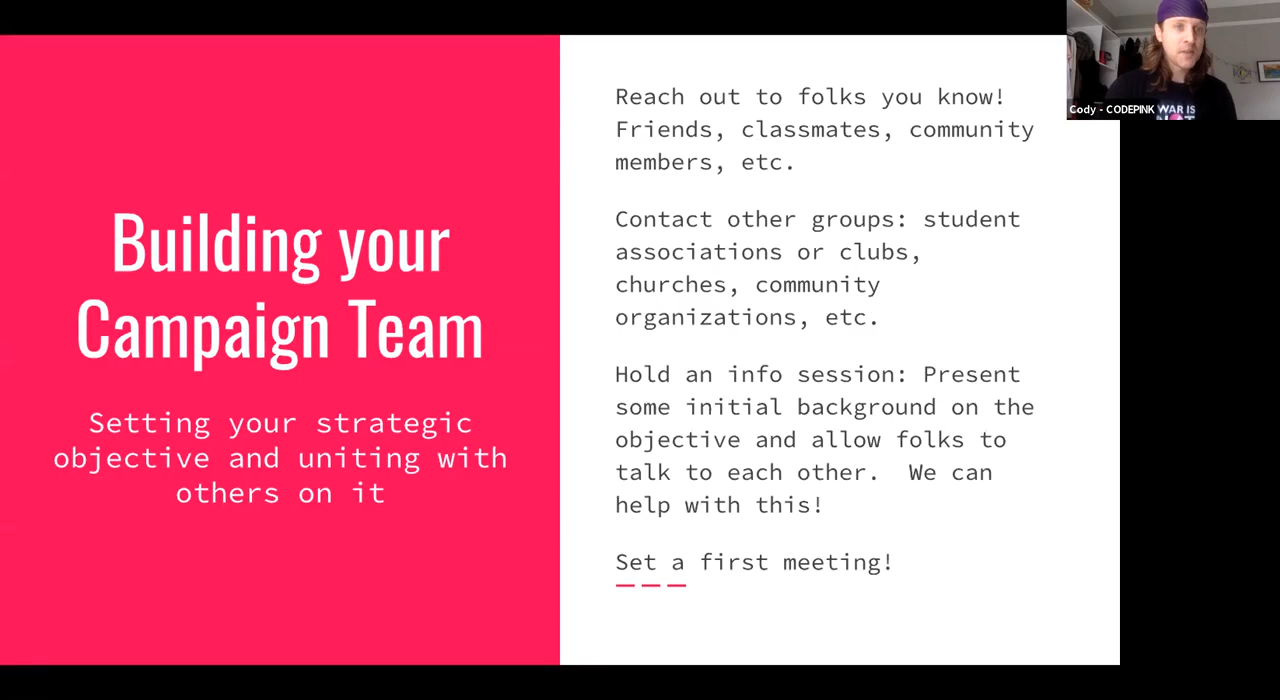 Building your
Campaign Team
Setting your strategic
objective and uniting with
others on it
Reach out to folks you know!
Friends, classmates, community
members, etc.
Contact other groups: student
associations or clubs,
churches, community
organizations, etc.
Hold an info session: Present
some initial background on the
objective and allow folks to
talk to each other.  We can
help with this!
Set a first meeting!
Cody - CODEPINK
WAR IS